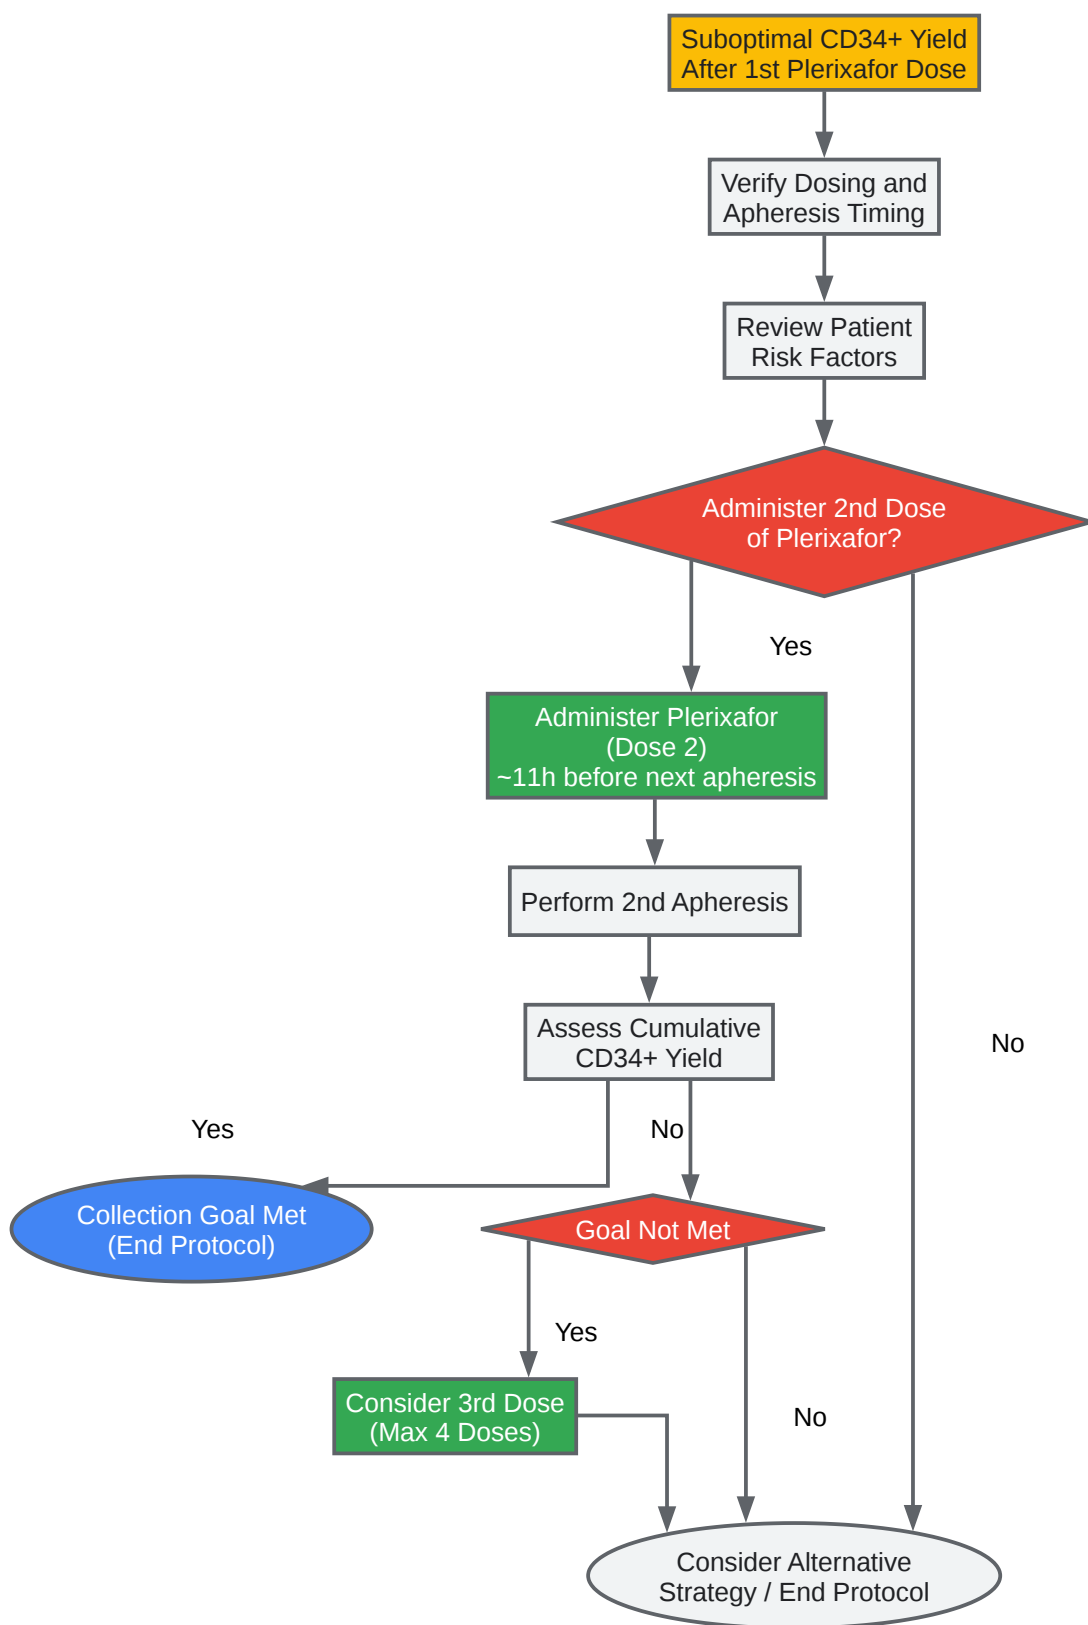 Suboptimal CD34+ Yield
After 1st Plerixafor Dose
Verify Dosing and
Apheresis Timing
Review Patient
Risk Factors
Administer 2nd Dose
of Plerixafor?
Yes
Administer Plerixafor
(Dose 2)
~11h before next apheresis
Perform 2nd Apheresis
Assess Cumulative
CD34+ Yield
No
Yes
No
Collection Goal Met
(End Protocol)
Goal Not Met
Yes
Consider 3rd Dose
(Max 4 Doses)
No
Consider Alternative
Strategy / End Protocol